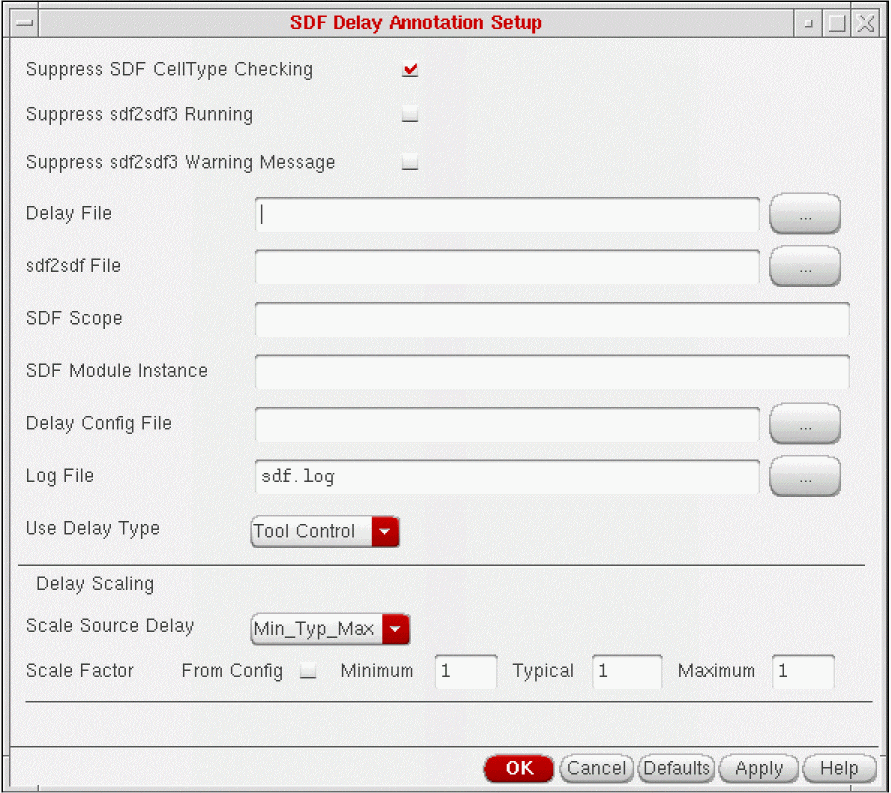 SDF Delay Annotation Setup
Suppress SDF CellType Checking
Suppress sdf2sdf3 Running
Suppress sdf2sdf3 Warning Message
Delay File ...
sdf2sdf File ...
SDF Scope
SDF Module Instance
Delay Config File ...
Log File sdf.log ...
Use Delay Type Tool Control
Delay Scaling
Scale Source Delay Min_Typ_Max
Scale Factor From Config Minimum 1 Typical 1 Maximum 1
OK Cancel Defaults Apply Help